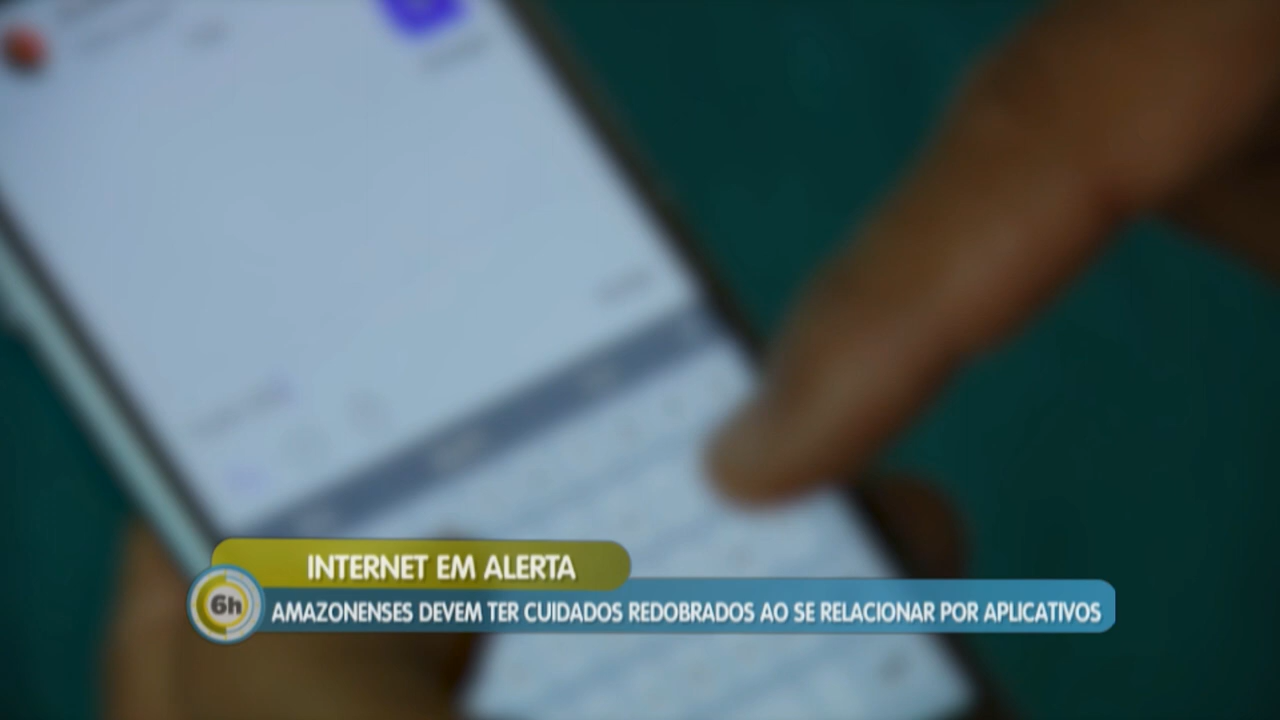 INTERNET EM ALERTA
6h
AMAZONENSES DEVEM TER CUIDADOS REDOBRADOS AO SE RELACIONAR POR APLICATIVOS